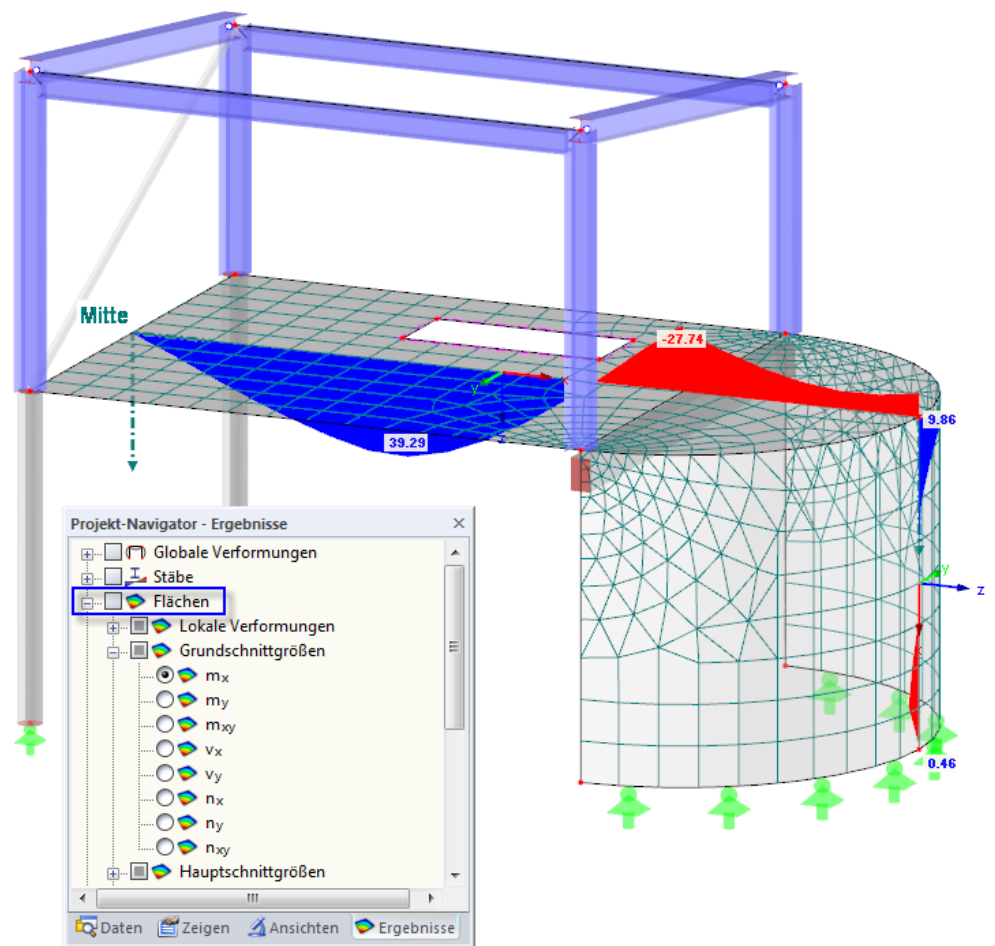 Mitte
-27.74
x
y
z
39.29
9.86
y
z
0.46
Projekt-Navigator - Ergebnisse
Globale Verformungen
Stäbe
Flächen
Lokale Verformungen
Grundschnittgrößen
mx
my
mxy
vx
vy
nx
ny
nxy
Hauptschnittgrößen
Daten Zeigen Ansichten Ergebnisse